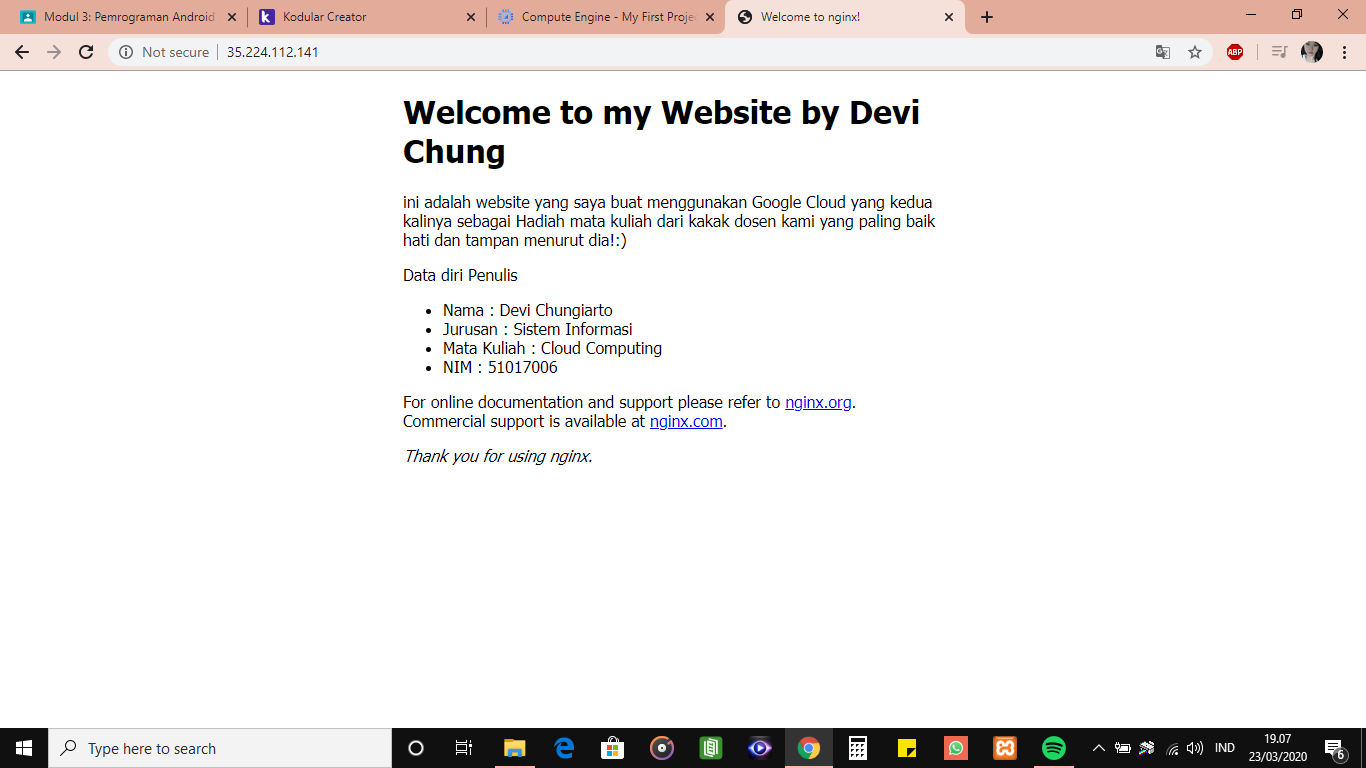 Modul 3: Pemrograman Android
Kodular Creator
Compute Engine - My First Proje
Welcome to nginx!
Not secure
35.224.112.141
ABP
Welcome to my Website by Devi
Chung
ini adalah website yang saya buat menggunakan Google Cloud yang kedua
kalinya sebagai Hadiah mata kuliah dari kakak dosen kami yang paling baik
hati dan tampan menurut dia!:)
Data diri Penulis
• Nama : Devi Chungiarto
• Jurusan : Sistem Informasi
• Mata Kuliah : Cloud Computing
• NIM : 51017006
For online documentation and support please refer to nginx.org.
Commercial support is available at nginx.com.
Thank you for using nginx.
Type here to search
IND
19.07
23/03/2020
6